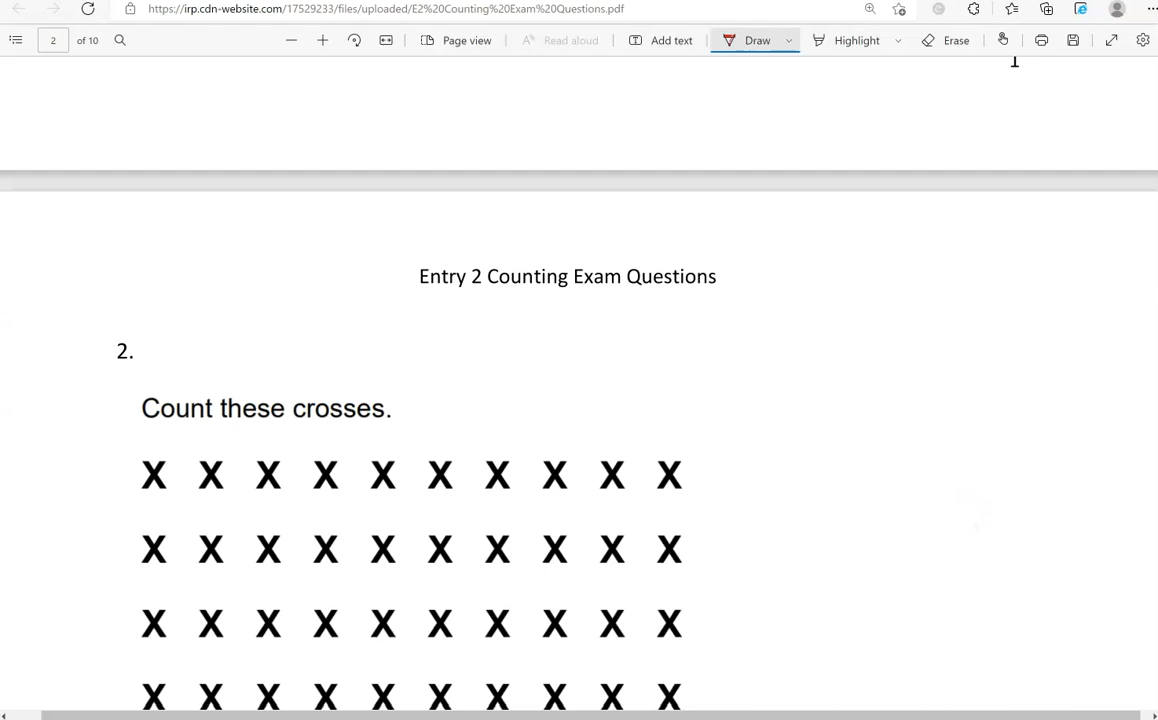 https://irp.cdn-website.com/17529233/files/uploaded/E2%20Counting%20Exam%20Questions.pdf
2 of 10 Page view Read aloud Add text Draw Highlight Erase
Entry 2 Counting Exam Questions
2.
Count these crosses.
X X X X X X X X X X
X X X X X X X X X X
X X X X X X X X X X
X X X X X X X X X X